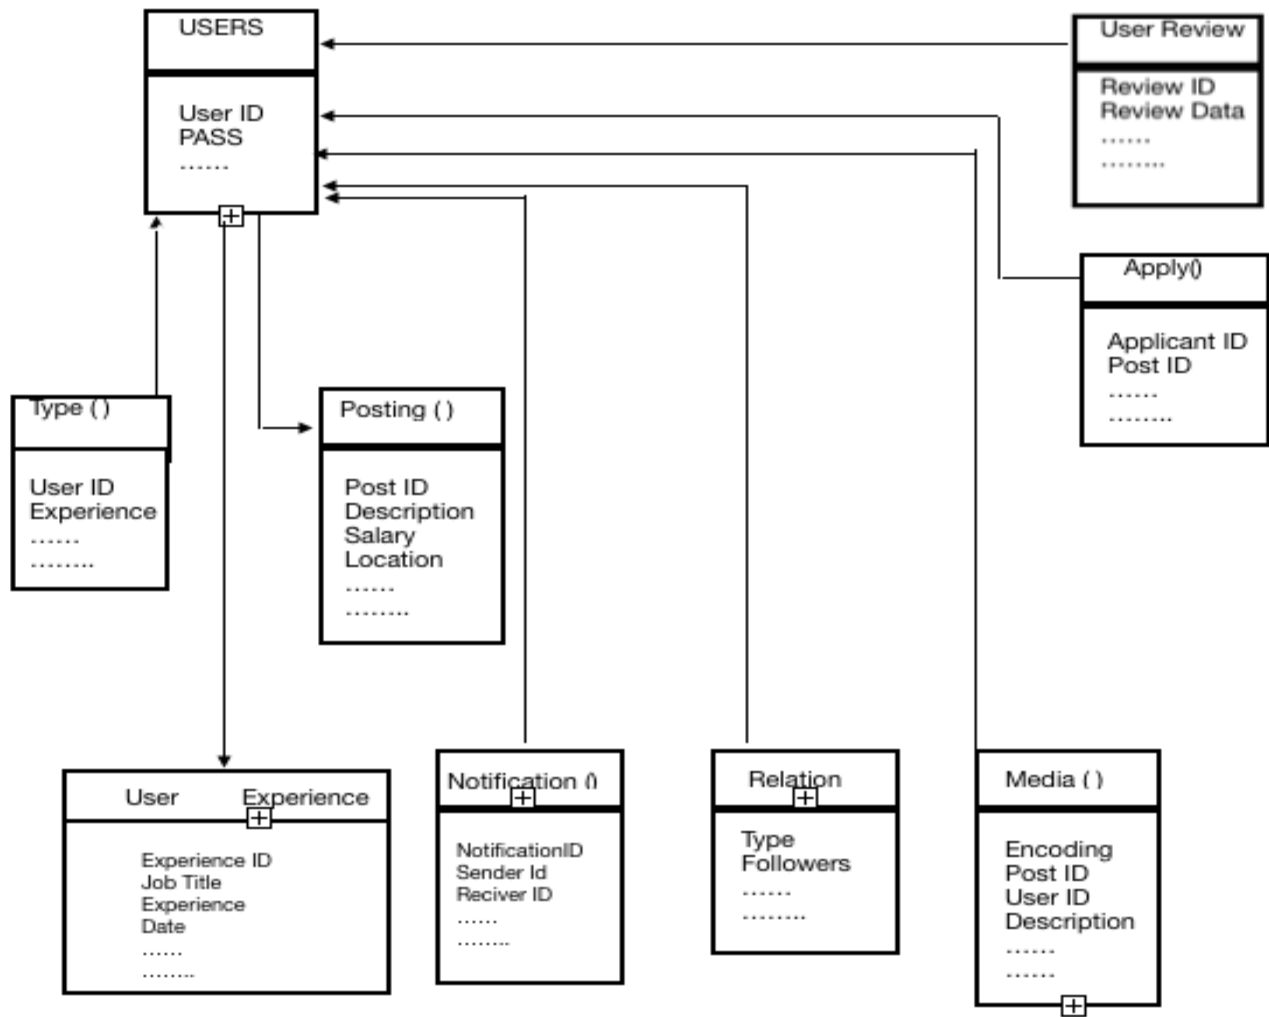 USERS
User ID
PASS
......
User Review
Review ID
Review Data
......
........
Apply()
Applicant ID
Post ID
......
........
Type ( )
User ID
Experience
......
........
Posting ( )
Post ID
Description
Salary
Location
......
........
User Experience
Experience ID
Job Title
Experience
Date
......
........
Notification ()
NotificationID
Sender Id
Reciver ID
......
........
Relation
Type
Followers
......
........
Media ( )
Encoding
Post ID
User ID
Description
......
......